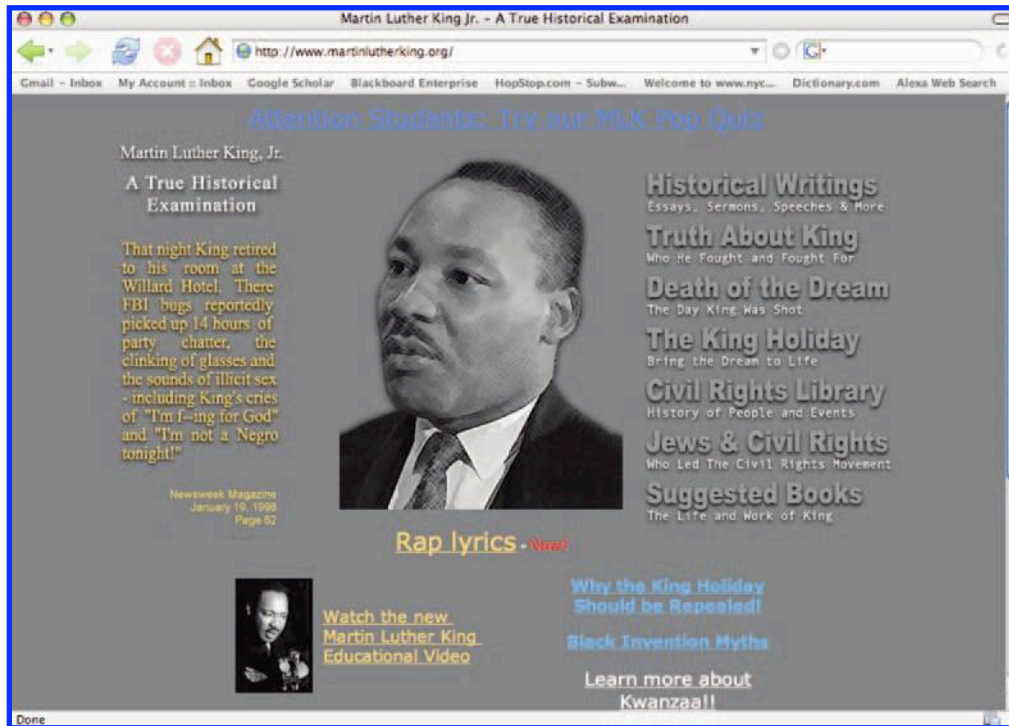 Martin Luther King Jr. – A True Historical Examination
http://www.martinlutherking.org/
G
Gmail – Inbox My Account :: Inbox Google Scholar Blackboard Enterprise HopStop.com – Subw... Welcome to www.nyc... Dictionary.com Alexa Web Search
Attention Students: Try our MLK Pop Quiz
Martin Luther King, Jr.
A True Historical
Examination
That night King retired
to his room at the
Willard Hotel. There
FBI bugs reportedly
picked up 14 hours of
party chatter, the
clinking of glasses and
the sounds of illicit sex
- including King's cries
of "I'm f--ing for God"
and "I'm not a Negro
tonight!"
Newsweek Magazine
January 19, 1998
Page 62
Historical Writings
Essays, Sermons, Speeches & More
Truth About King
Who He Fought and Fought For
Death of the Dream
The Day King Was Shot
The King Holiday
Bring the Dream to Life
Civil Rights Library
History of People and Events
Jews & Civil Rights
Who Led The Civil Rights Movement
Suggested Books
The Life and Work of King
Rap lyrics - New!
Watch the new
Martin Luther King
Educational Video
Why the King Holiday
Should be Repealed!
Black Invention Myths
Learn more about
Kwanzaa!!
Done